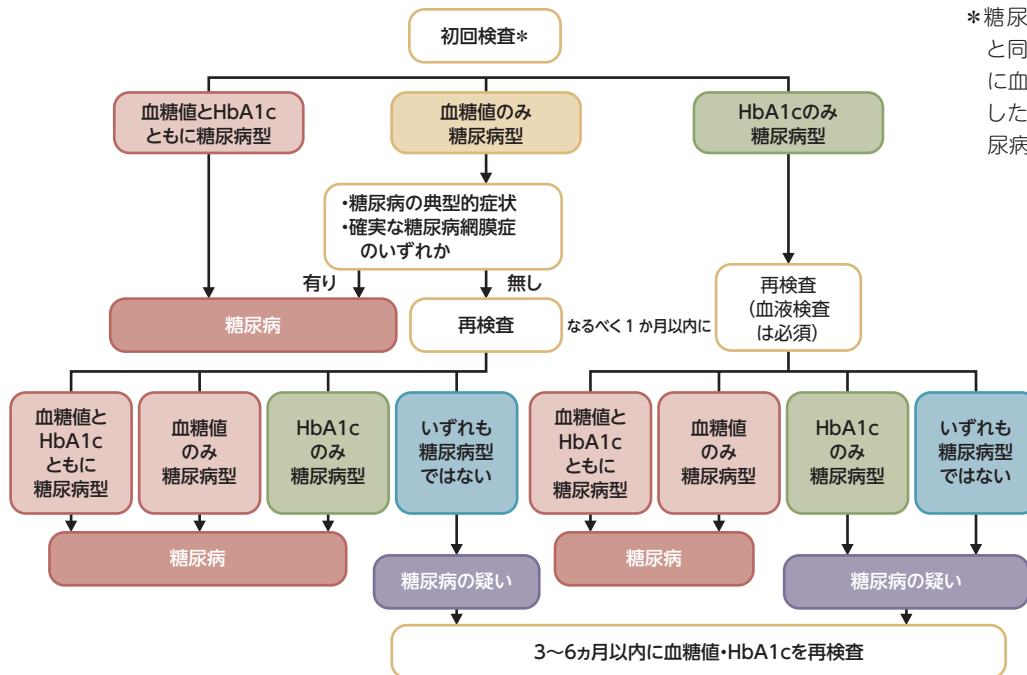 初回検査*
*糖尿
と同
に血
した
尿病
血糖値とHbA1c
ともに糖尿病型
血糖値のみ
糖尿病型
HbA1cのみ
糖尿病型
・糖尿病の典型的症状
・確実な糖尿病網膜症
のいずれか
有り
無し
糖尿病
再検査
なるべく1か月以内に
再検査
(血液検査
は必須)
血糖値と
HbA1c
ともに
糖尿病型
血糖値
のみ
糖尿病型
HbA1c
のみ
糖尿病型
いずれも
糖尿病型
ではない
血糖値と
HbA1c
ともに
糖尿病型
血糖値
のみ
糖尿病型
HbA1c
のみ
糖尿病型
いずれも
糖尿病型
ではない
糖尿病
糖尿病の疑い
糖尿病
糖尿病の疑い
3〜6ヵ月以内に血糖値・HbA1cを再検査